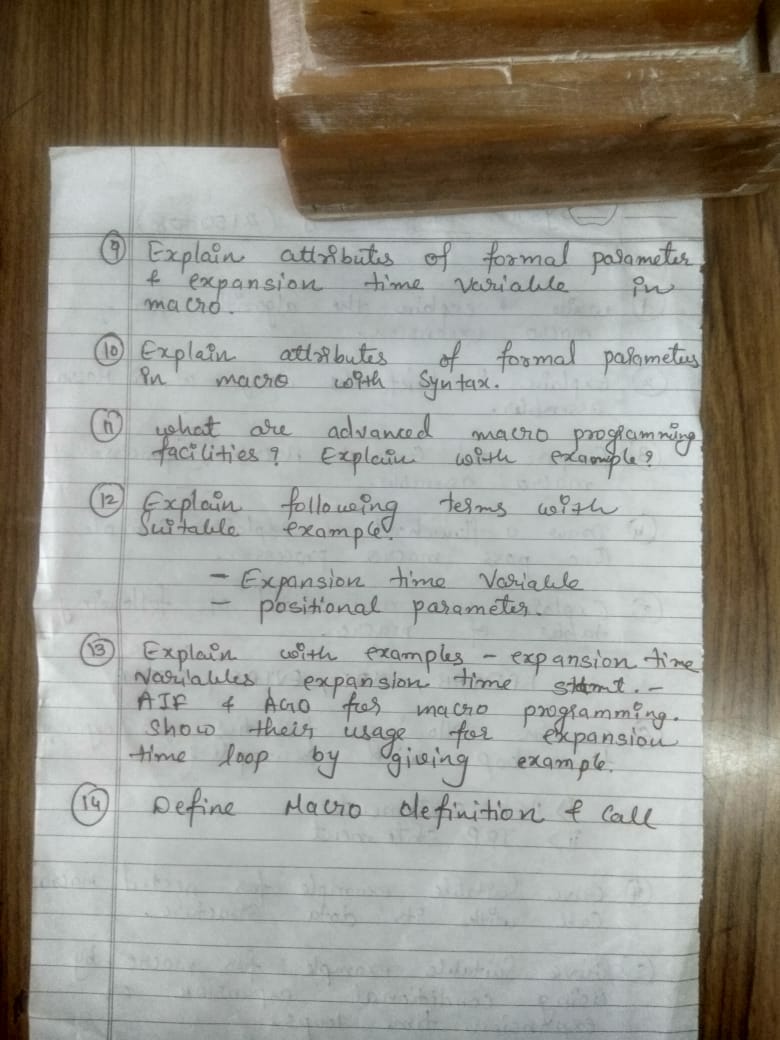 9 Explain attributes of formal parameter
& expansion time variable in
macro.
10 Explain attributes of formal parameters
in macro with Syntax.
11 what are advanced macro programming
facilities? Explain with example?
12 Explain following terms with
Suitable example.
- Expansion time Variable
- positional parameter.
13 Explain with examples - expansion time
Variables expansion time stmt. -
AIF & AGO for macro programming.
Show their usage for expansion
time loop by giving example.
14 Define Macro definition & Call